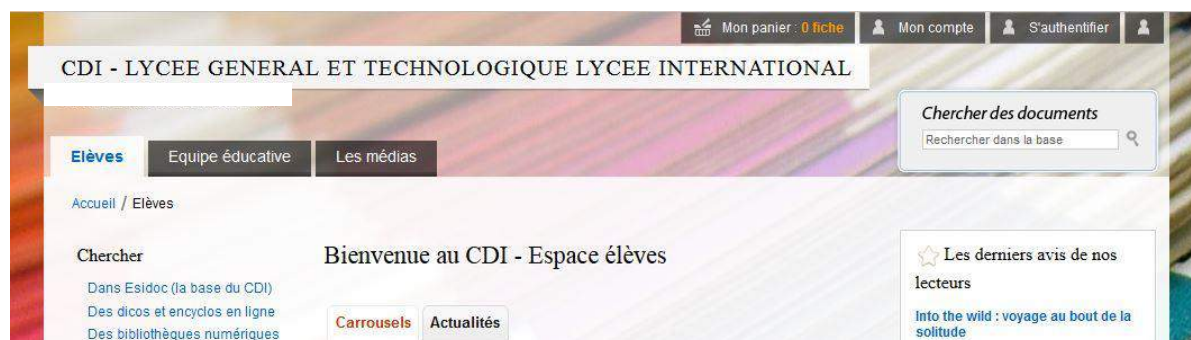 Mon panier : 0 fiche
Mon compte
S'authentifier
CDI - LYCEE GENERAL ET TECHNOLOGIQUE LYCEE INTERNATIONAL
Chercher des documents
Rechercher dans la base
Elèves
Equipe éducative
Les médias
Accueil / Elèves
Chercher
Dans Esidoc (la base du CDI)
Des dicos et encyclos en ligne
Des bibliothèques numériques
Bienvenue au CDI - Espace élèves
Carrousels
Actualités
Les derniers avis de nos
lecteurs
Into the wild : voyage au bout de la
solitude